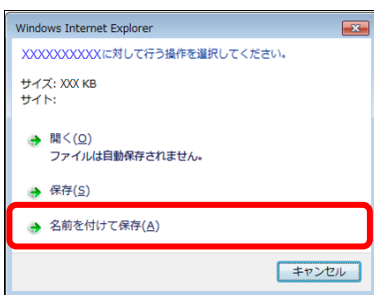 Windows Internet Explorer
XXXXXXXXXXに対して行う操作を選択してください。
サイズ: XXX KB
サイト:
開く(O)
ファイルは自動保存されません。
保存(S)
名前を付けて保存(A)
キャンセル